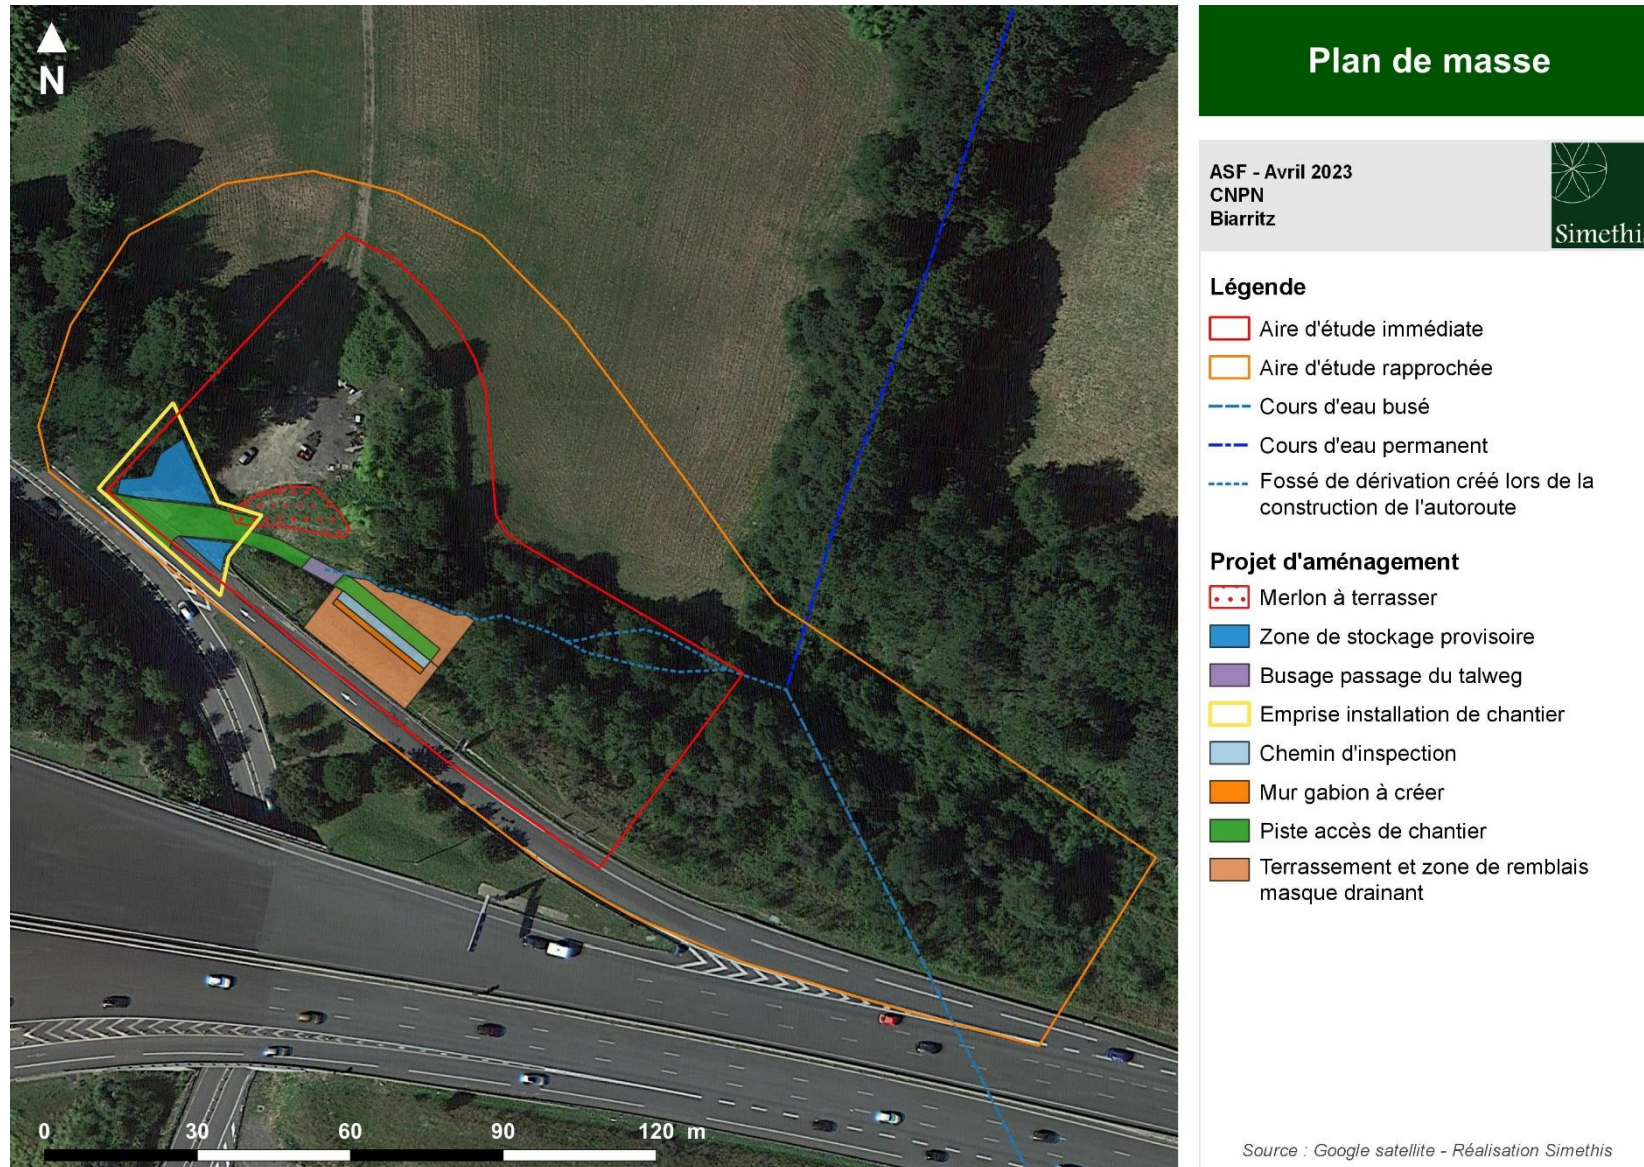 N
Plan de masse
ASF - Avril 2023
CNPN
Biarritz
Simethis
Légende
Aire d'étude immédiate
Aire d'étude rapprochée
Cours d'eau busé
Cours d'eau permanent
Fossé de dérivation créé lors de la
construction de l'autoroute
Projet d'aménagement
Merlon à terrasser
Zone de stockage provisoire
Busage passage du talweg
Emprise installation de chantier
Chemin d'inspection
Mur gabion à créer
Piste accès de chantier
Terrassement et zone de remblais
masque drainant
0 30 60 90 120 m
Source : Google satellite - Réalisation Simethis